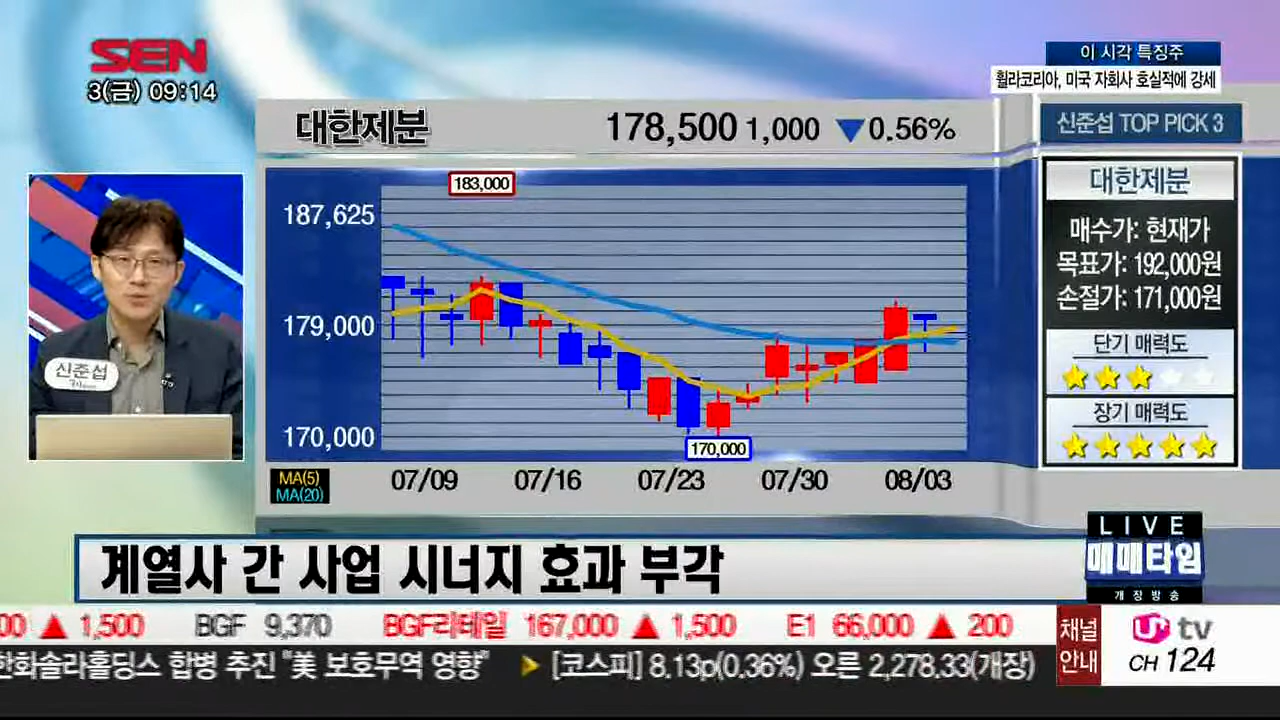 SEN
3(금) 09:14
이 시각 특징주
휠라코리아, 미국 자회사 호실적에 강세
대한제분 178,500 1,000 ▼0.56%
신준섭 TOP PICK 3
대한제분
매수가: 현재가
목표가: 192,000원
손절가: 171,000원
단기 매력도
장기 매력도
183,000
187,625
179,000
170,000
170,000
MA(5)
MA(20)
07/09 07/16 07/23 07/30 08/03
신준섭
계열사 간 사업 시너지 효과 부각
LIVE
매매타임
개장방송
00 ▲ 1,500 BGF 9,370 BGF리테일 167,000 ▲ 1,500 E1 66,000 ▲ 200
한화솔라홀딩스 합병 추진 "美 보호무역 영향" ▶ [코스피] 8.13p(0.36%) 오른 2,278.33(개장)
채널
안내
U+ tv
CH 124